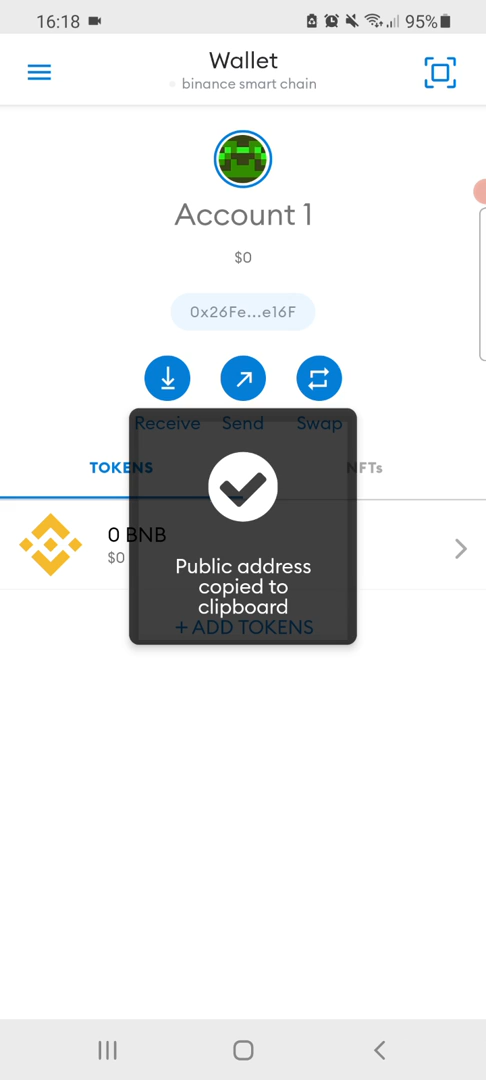 16:18
95%
Wallet
binance smart chain
Account 1
$0
0x26Fe...e16F
Receive
Send
Swap
TOKENS
NFTs
0 BNB
$0
Public address
copied to
clipboard
+ ADD TOKENS